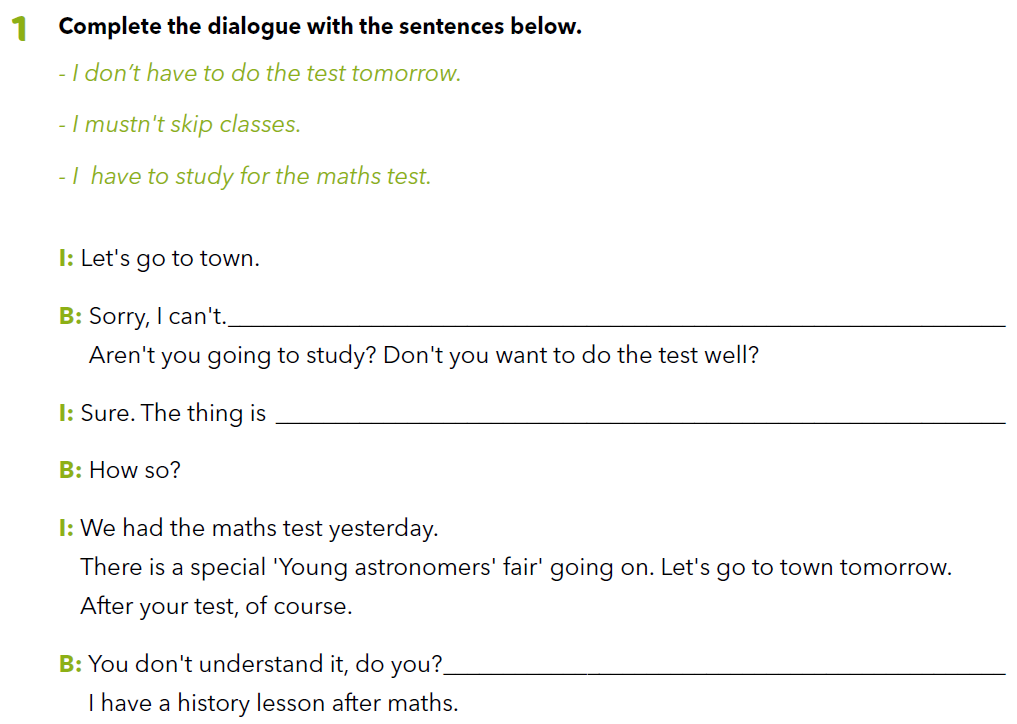 1 Complete the dialogue with the sentences below.
- I don't have to do the test tomorrow.
- I mustn't skip classes.
- I  have to study for the maths test.
I: Let's go to town.
B: Sorry, I can't.
Aren't you going to study? Don't you want to do the test well?
I: Sure. The thing is
B: How so?
I: We had the maths test yesterday.
There is a special 'Young astronomers' fair' going on. Let's go to town tomorrow.
After your test, of course.
B: You don't understand it, do you?
I have a history lesson after maths.